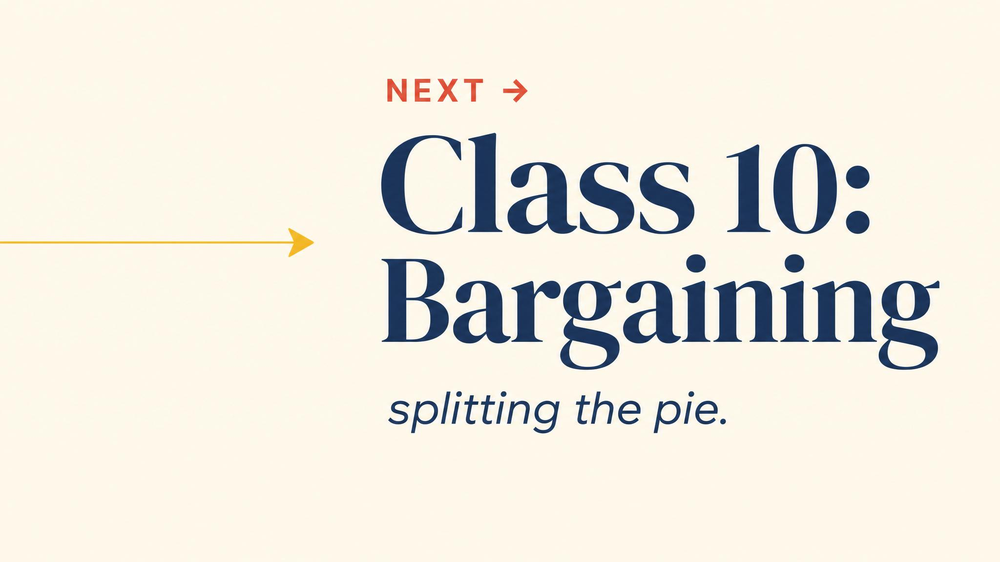 NEXT →
Class 10:
Bargaining
splitting the pie.